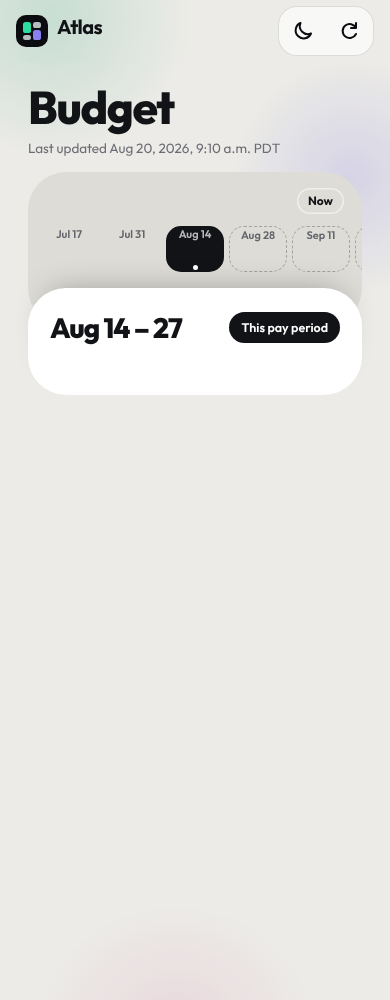 Atlas
Budget
Last updated Aug 20, 2026, 9:10 a.m. PDT
Now
Jul 17 Jul 31 Aug 14 Aug 28 Sep 11
Aug 14 – 27 This pay period